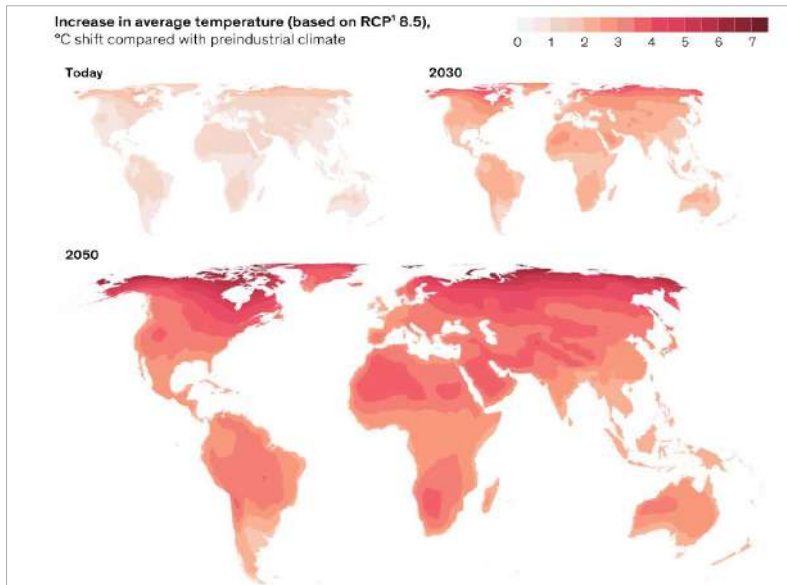 Increase in average temperature (based on RCP¹ 8.5),
°C shift compared with preindustrial climate
0 1 2 3 4 5 6 7
Today
2030
2050